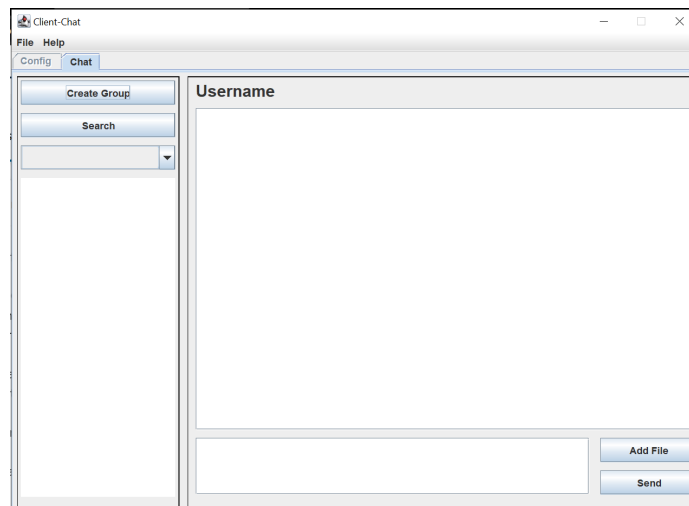 Client-Chat
File Help
Config Chat
Create Group
Search
Username
Add File
Send